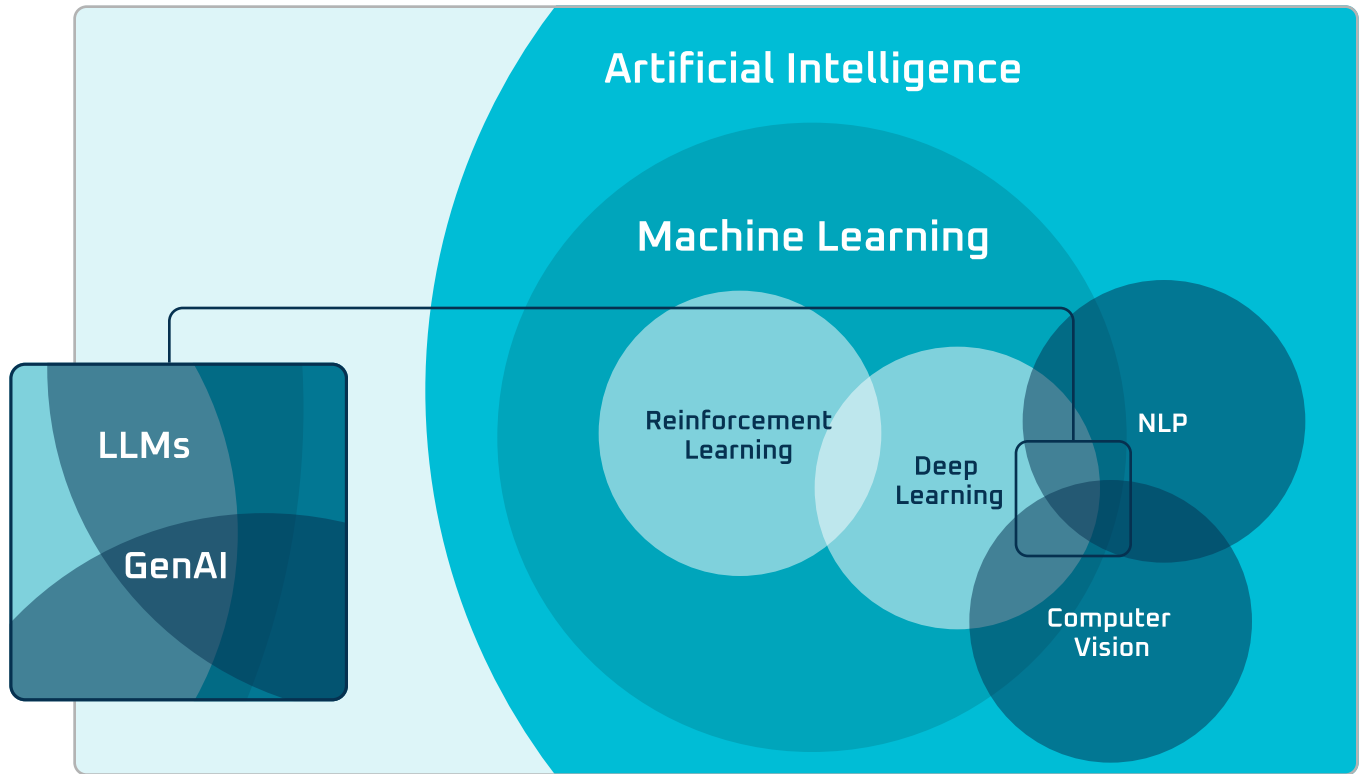 Artificial Intelligence
Machine Learning
Reinforcement
Learning
Deep
Learning
NLP
Computer
Vision
LLMs
GenAI